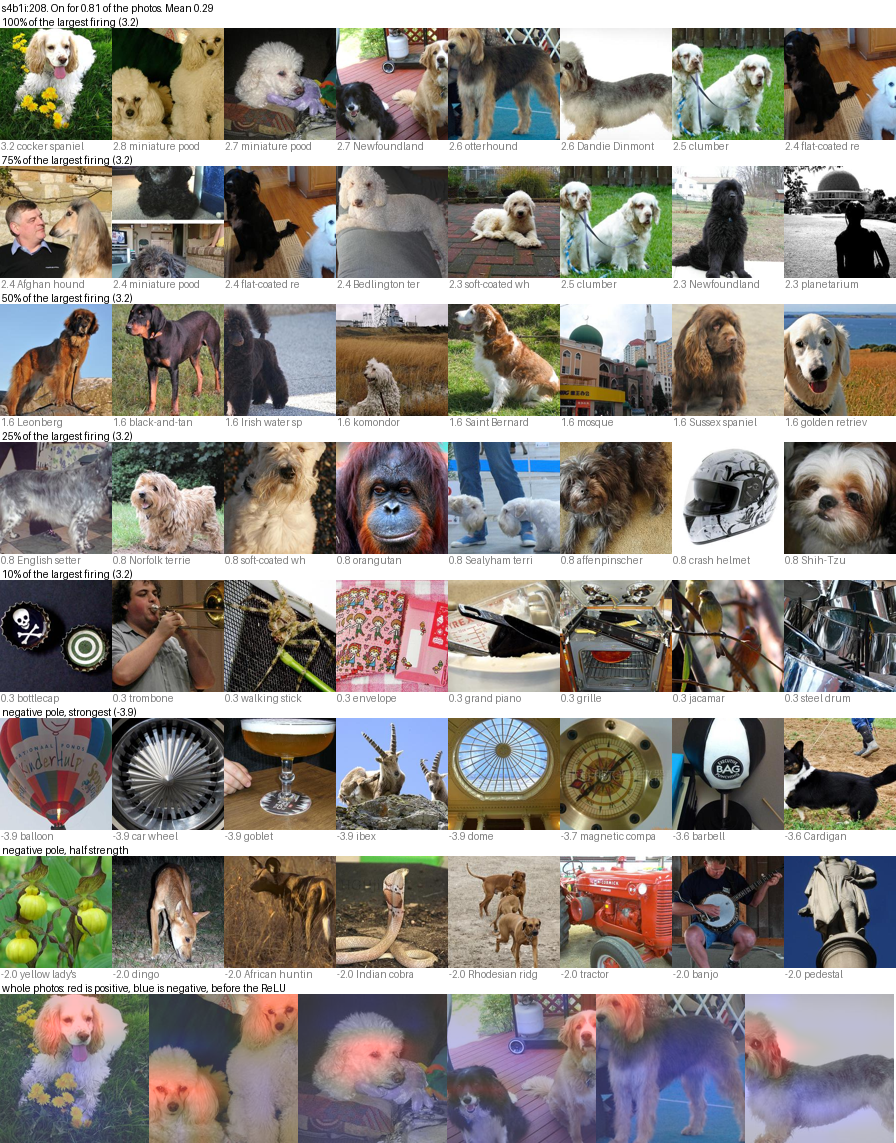 s4b1i:208. On for 0.81 of the photos. Mean 0.29
100% of the largest firing (3.2)
3.2 cocker spaniel
2.8 miniature pood
2.7 miniature pood
2.7 Newfoundland
2.6 otterhound
2.6 Dandie Dinmont
2.5 clumber
2.4 flat-coated re
75% of the largest firing (3.2)
2.4 Afghan hound
2.4 miniature pood
2.4 flat-coated re
2.4 Bedlington ter
2.3 soft-coated wh
2.5 clumber
2.3 Newfoundland
2.3 planetarium
50% of the largest firing (3.2)
1.6 Leonberg
1.6 black-and-tan
1.6 Irish water sp
1.6 komondor
1.6 Saint Bernard
1.6 mosque
1.6 Sussex spaniel
1.6 golden retriev
25% of the largest firing (3.2)
0.8 English setter
0.8 Norfolk terrie
0.8 soft-coated wh
0.8 orangutan
0.8 Sealyham terri
0.8 affenpinscher
0.8 crash helmet
0.8 Shih-Tzu
10% of the largest firing (3.2)
0.3 bottlecap
0.3 trombone
0.3 walking stick
0.3 envelope
0.3 grand piano
0.3 grille
0.3 jacamar
0.3 steel drum
negative pole, strongest (-3.9)
BAG
-3.9 balloon
-3.9 car wheel
-3.9 goblet
-3.9 ibex
-3.9 dome
-3.7 magnetic compa
-3.6 barbell
-3.6 Cardigan
negative pole, half strength
-2.0 yellow lady's
-2.0 dingo
-2.0 African huntin
-2.0 Indian cobra
-2.0 Rhodesian ridg
-2.0 tractor
-2.0 banjo
-2.0 pedestal
whole photos: red is positive, blue is negative, before the ReLU